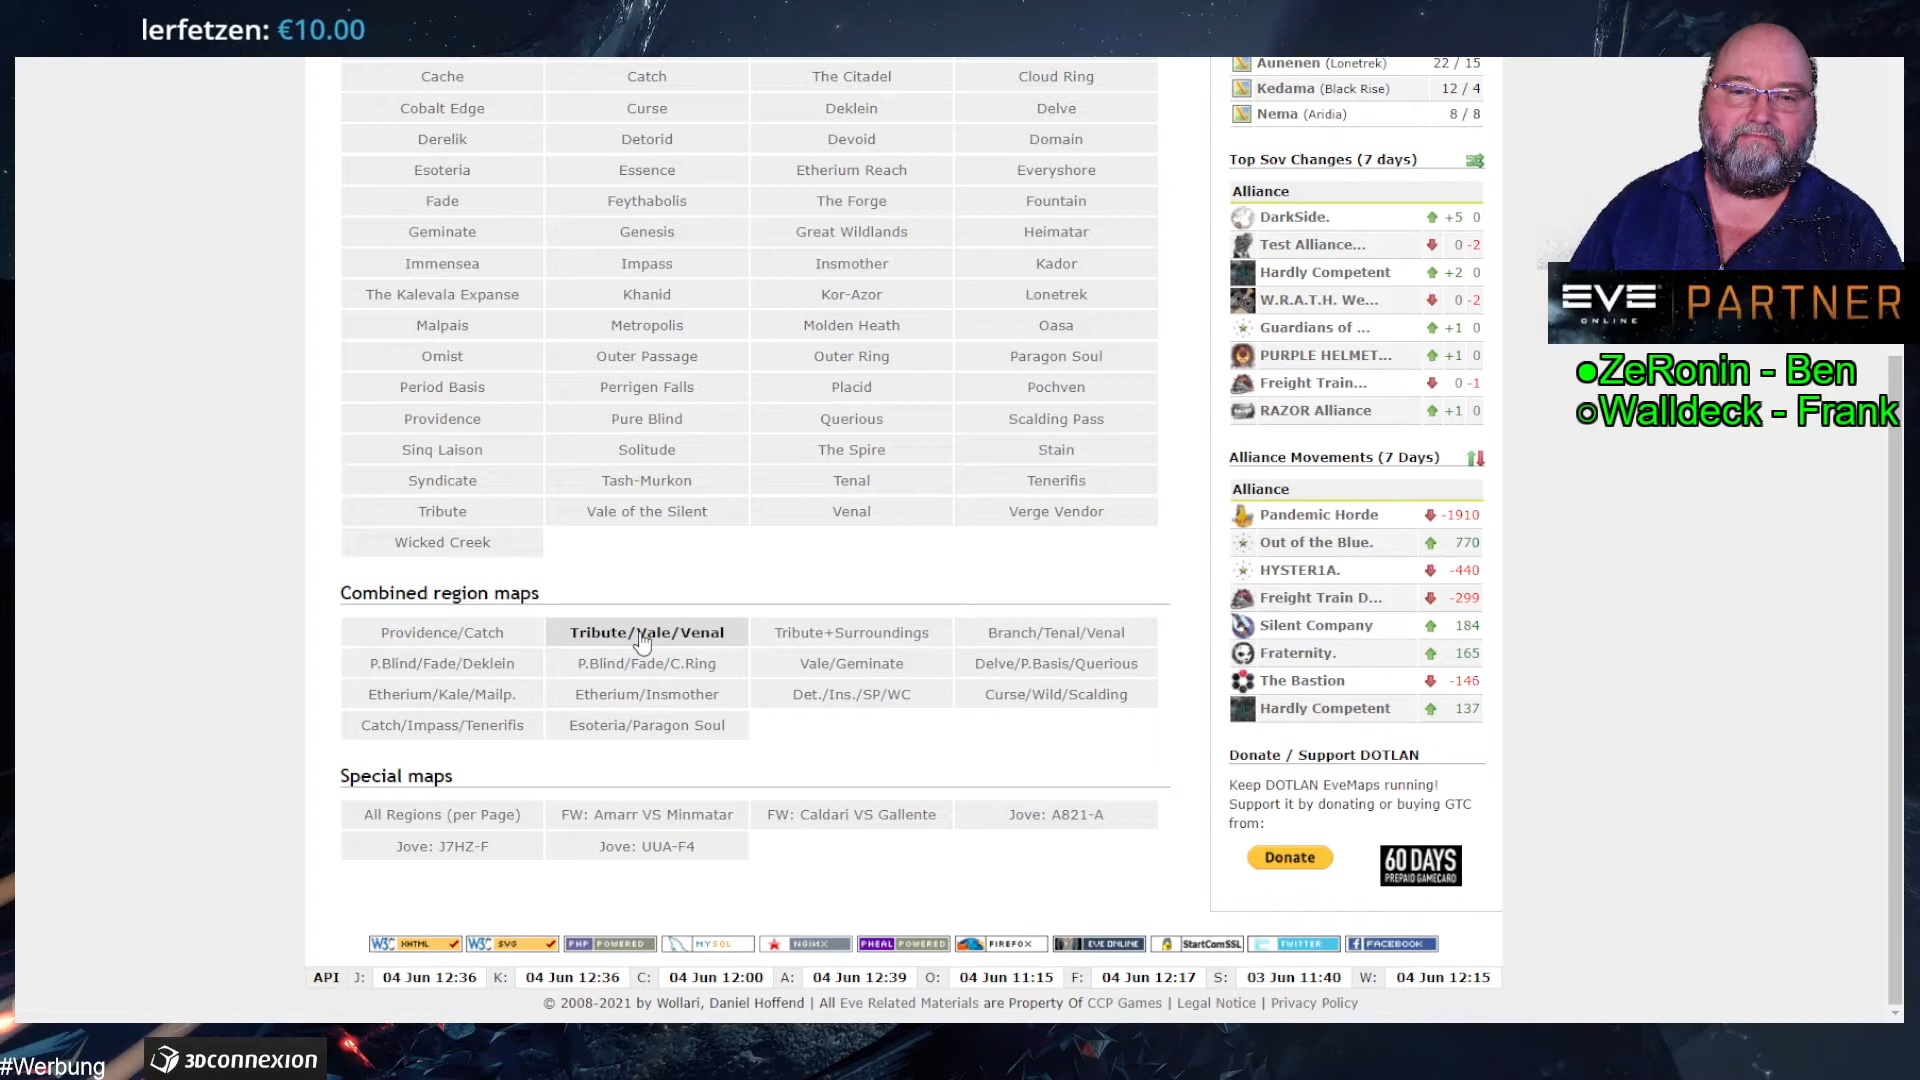 lerfetzen: €10.00
Cache Catch The Citadel Cloud Ring
Cobalt Edge Curse Deklein Delve
Derelik Detorid Devoid Domain
Esoteria Essence Etherium Reach Everyshore
Fade Feythabolis The Forge Fountain
Geminate Genesis Great Wildlands Heimatar
Immensea Impass Insmother Kador
The Kalevala Expanse Khanid Kor-Azor Lonetrek
Malpais Metropolis Molden Heath Oasa
Omist Outer Passage Outer Ring Paragon Soul
Period Basis Perrigen Falls Placid Pochven
Providence Pure Blind Querious Scalding Pass
Sinq Laison Solitude The Spire Stain
Syndicate Tash-Murkon Tenal Tenerifis
Tribute Vale of the Silent Venal Verge Vendor
Wicked Creek
Combined region maps
Providence/Catch Tribute/Vale/Venal Tribute+Surroundings Branch/Tenal/Venal
P.Blind/Fade/Deklein P.Blind/Fade/C.Ring Vale/Geminate Delve/P.Basis/Querious
Etherium/Kale/Mailp. Etherium/Insmother Det./Ins./SP/WC Curse/Wild/Scalding
Catch/Impass/Tenerifis Esoteria/Paragon Soul
Special maps
All Regions (per Page) FW: Amarr VS Minmatar FW: Caldari VS Gallente Jove: A821-A
Jove: J7HZ-F Jove: UUA-F4
Aunenen (Lonetrek) 22 / 15
Kedama (Black Rise) 12 / 4
Nema (Aridia) 8 / 8
Top Sov Changes (7 days)
Alliance
DarkSide. +5 0
Test Alliance... 0 -2
Hardly Competent +2 0
W.R.A.T.H. We... 0 -2
Guardians of ... +1 0
PURPLE HELMET... +1 0
Freight Train... 0 -1
RAZOR Alliance +1 0
Alliance Movements (7 Days)
Alliance
Pandemic Horde -1910
Out of the Blue. 770
HYSTER1A. -440
Freight Train D... -299
Silent Company 184
Fraternity. 165
The Bastion -146
Hardly Competent 137
Donate / Support DOTLAN
Keep DOTLAN EveMaps running!
Support it by donating or buying GTC
from:
Donate
60 DAYS
PREPAID GAMECARD
EVE ONLINE PARTNER
ZeRonin - Ben
Walldeck - Frank
W3C XHTML W3C SVG PHP POWERED MYSQL NGINX PHEAL POWERED FIREFOX EVE ONLINE StartComSSL TWITTER FACEBOOK
API J: 04 Jun 12:36 K: 04 Jun 12:36 C: 04 Jun 12:00 A: 04 Jun 12:39 O: 04 Jun 11:15 F: 04 Jun 12:17 S: 03 Jun 11:40 W: 04 Jun 12:15
© 2008-2021 by Wollari, Daniel Hoffend | All Eve Related Materials are Property Of CCP Games | Legal Notice | Privacy Policy
#Werbung
3DCONNEXION